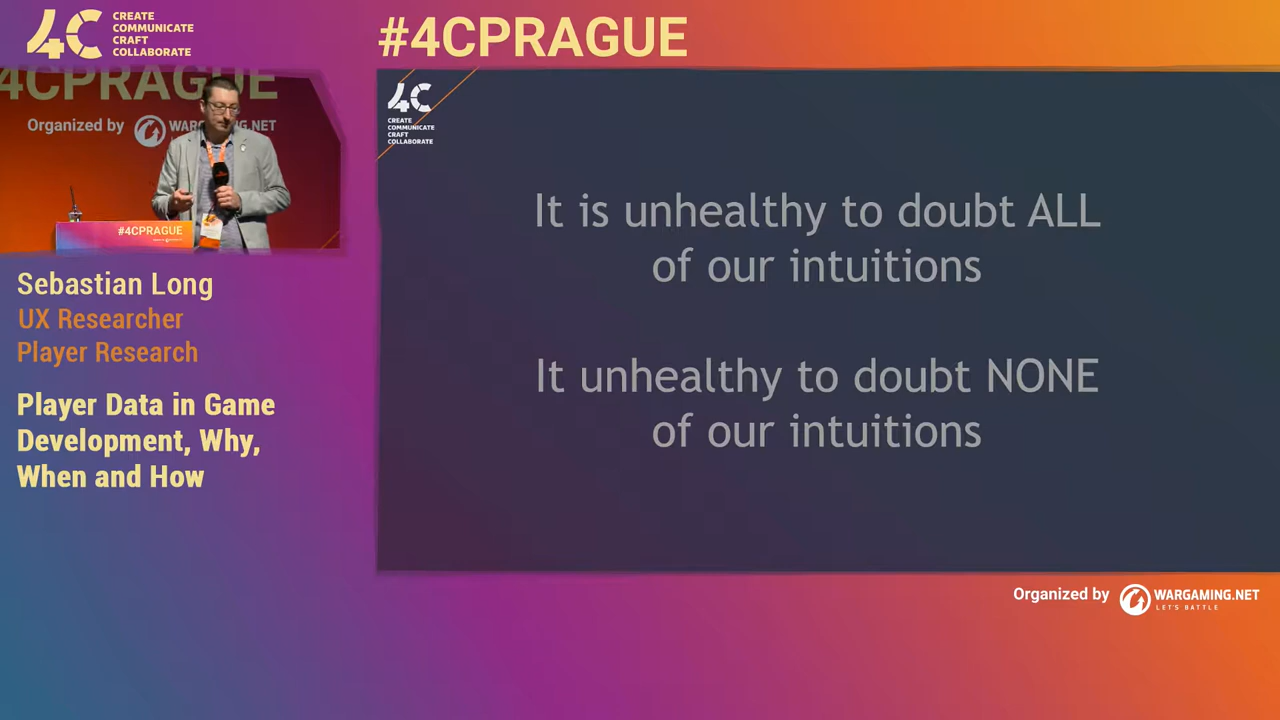 4C
CREATE
COMMUNICATE
CRAFT
COLLABORATE
#4CPRAGUE
4CPRAGUE
Organized by WARGAMING.NET
#4CPRAGUE
Sebastian Long
UX Researcher
Player Research
Player Data in Game
Development, Why,
When and How
4C
CREATE
COMMUNICATE
CRAFT
COLLABORATE
It is unhealthy to doubt ALL
of our intuitions
It unhealthy to doubt NONE
of our intuitions
Organized by WARGAMING.NET
LET'S BATTLE